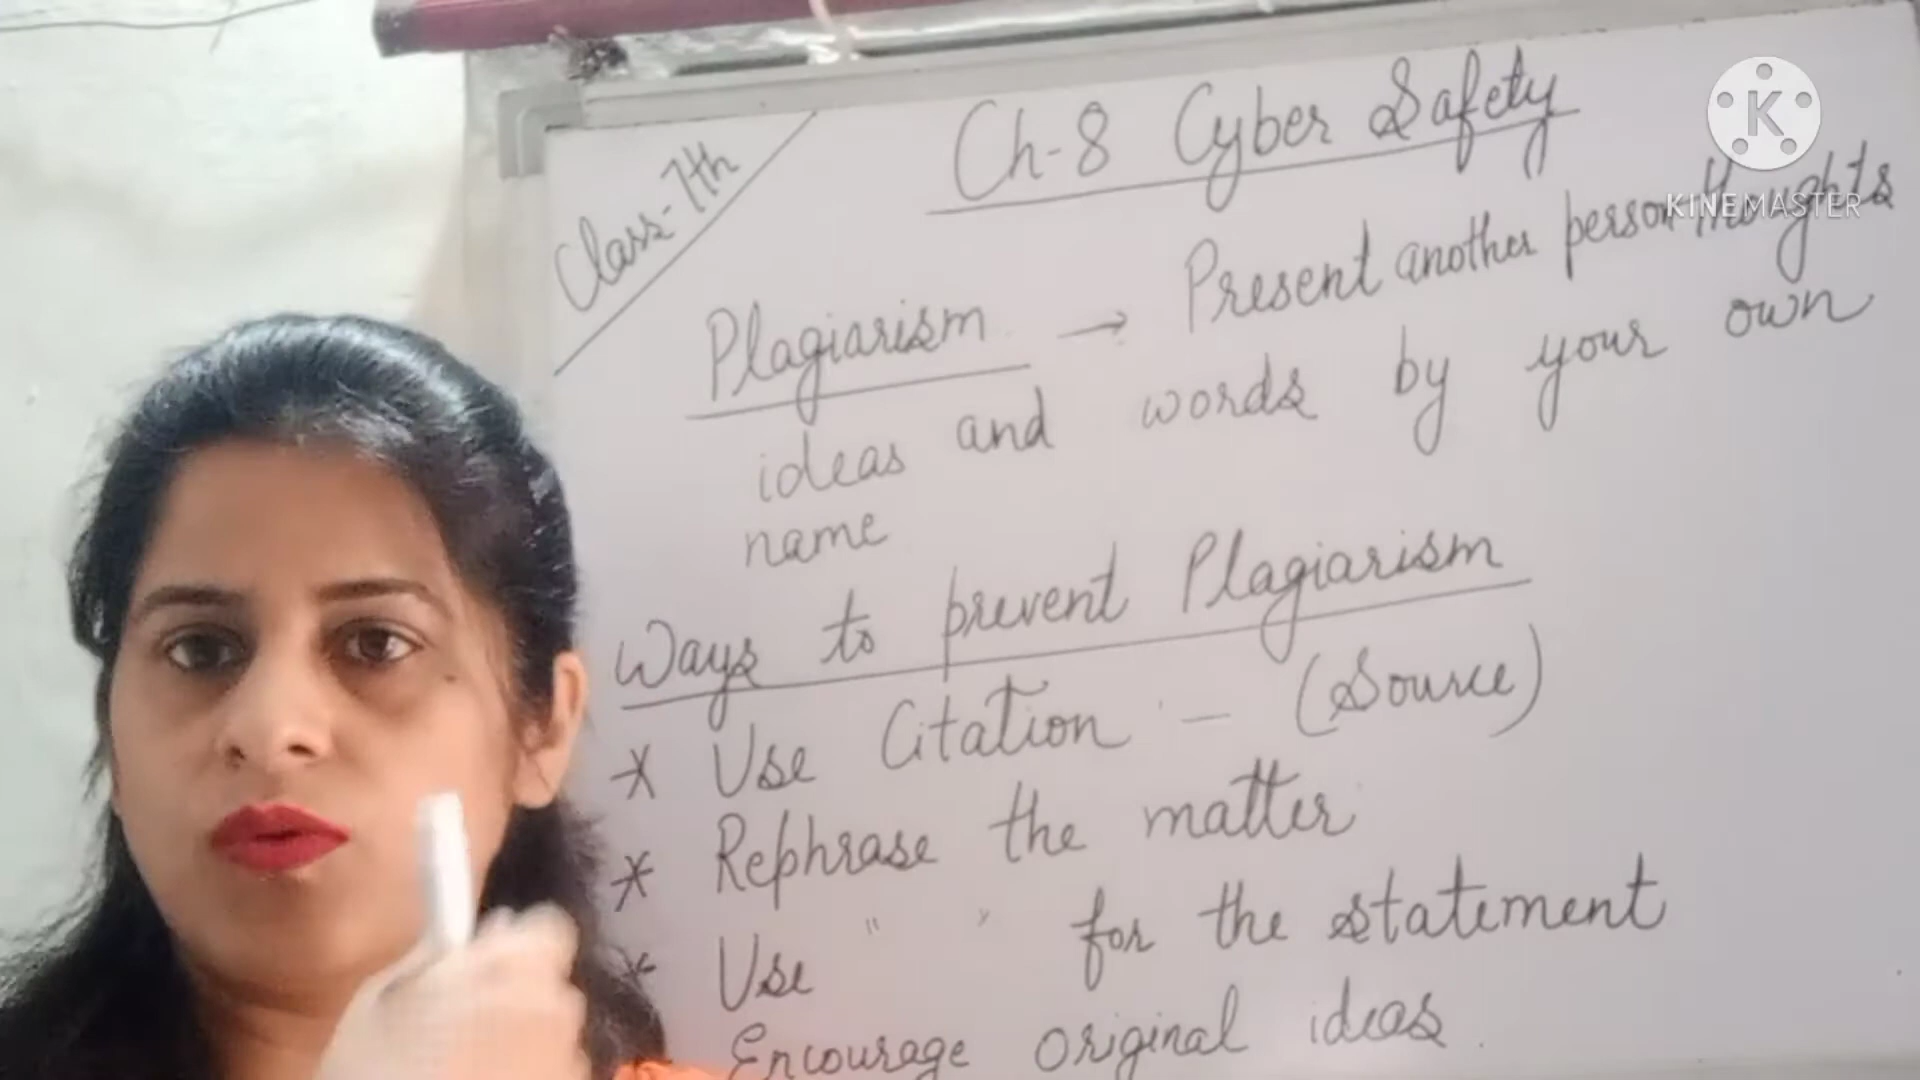 Class-7th
Ch-8 Cyber Safety
K
KINEMASTER
Plagiarism → Present another person thoughts
ideas and words by your own
name
Ways to prevent Plagiarism
* Use Citation - (Source)
* Rephrase the matter
* Use " " for the statement
Encourage original ideas.